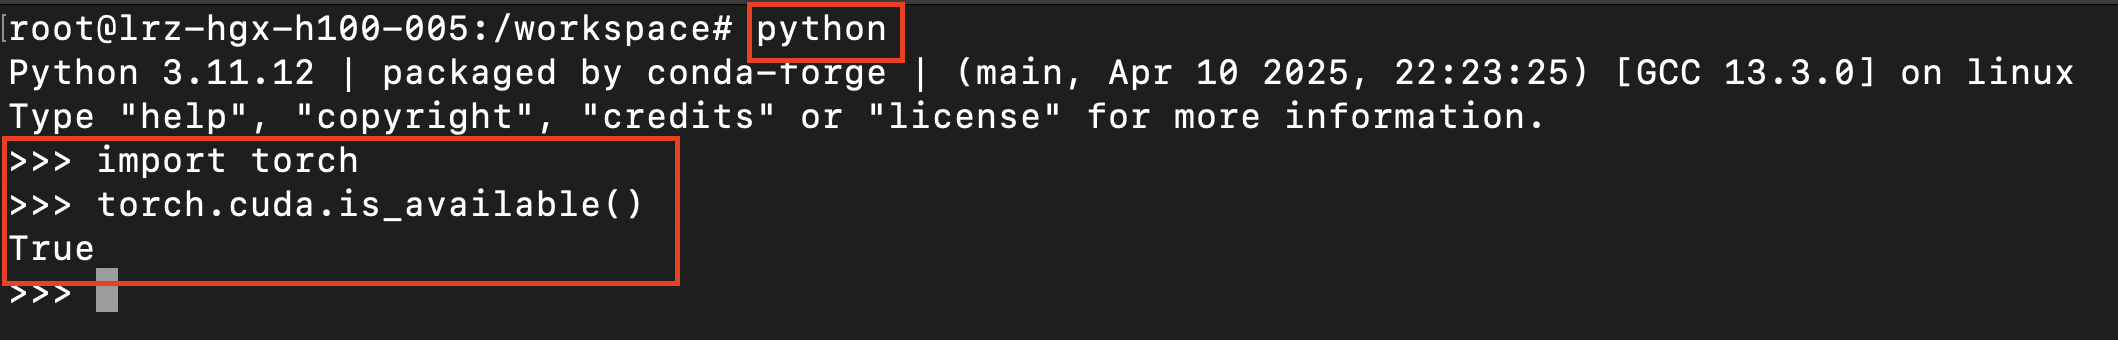 [root@lrz-hgx-h100-005:/workspace# python
Python 3.11.12 | packaged by conda-forge | (main, Apr 10 2025, 22:23:25) [GCC 13.3.0] on linux
Type "help", "copyright", "credits" or "license" for more information.
>>> import torch
>>> torch.cuda.is_available()
True
>>>